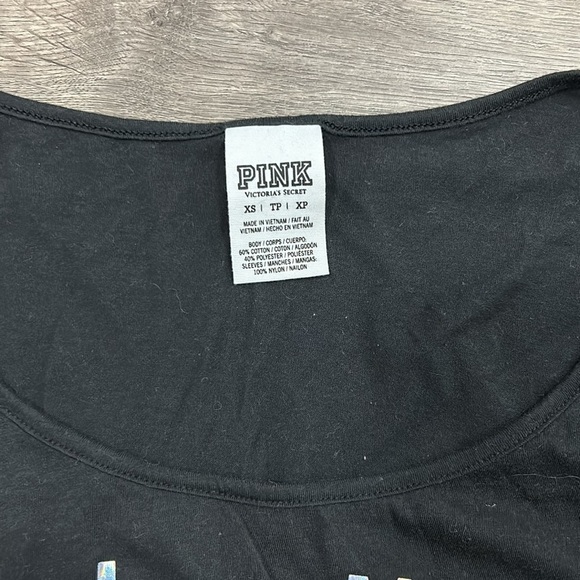 PINK
VICTORIA'S SECRET
XS | TP | XP
MADE IN VIETNAM / FAIT AU
VIETNAM / HECHO EN VIETNAM
BODY / CORPS / CUERPO:
60% COTTON / COTON / ALGODÓN
40% POLYESTER / POLIÉSTER
SLEEVES / MANCHES / MANGAS:
100% NYLON / NAILON